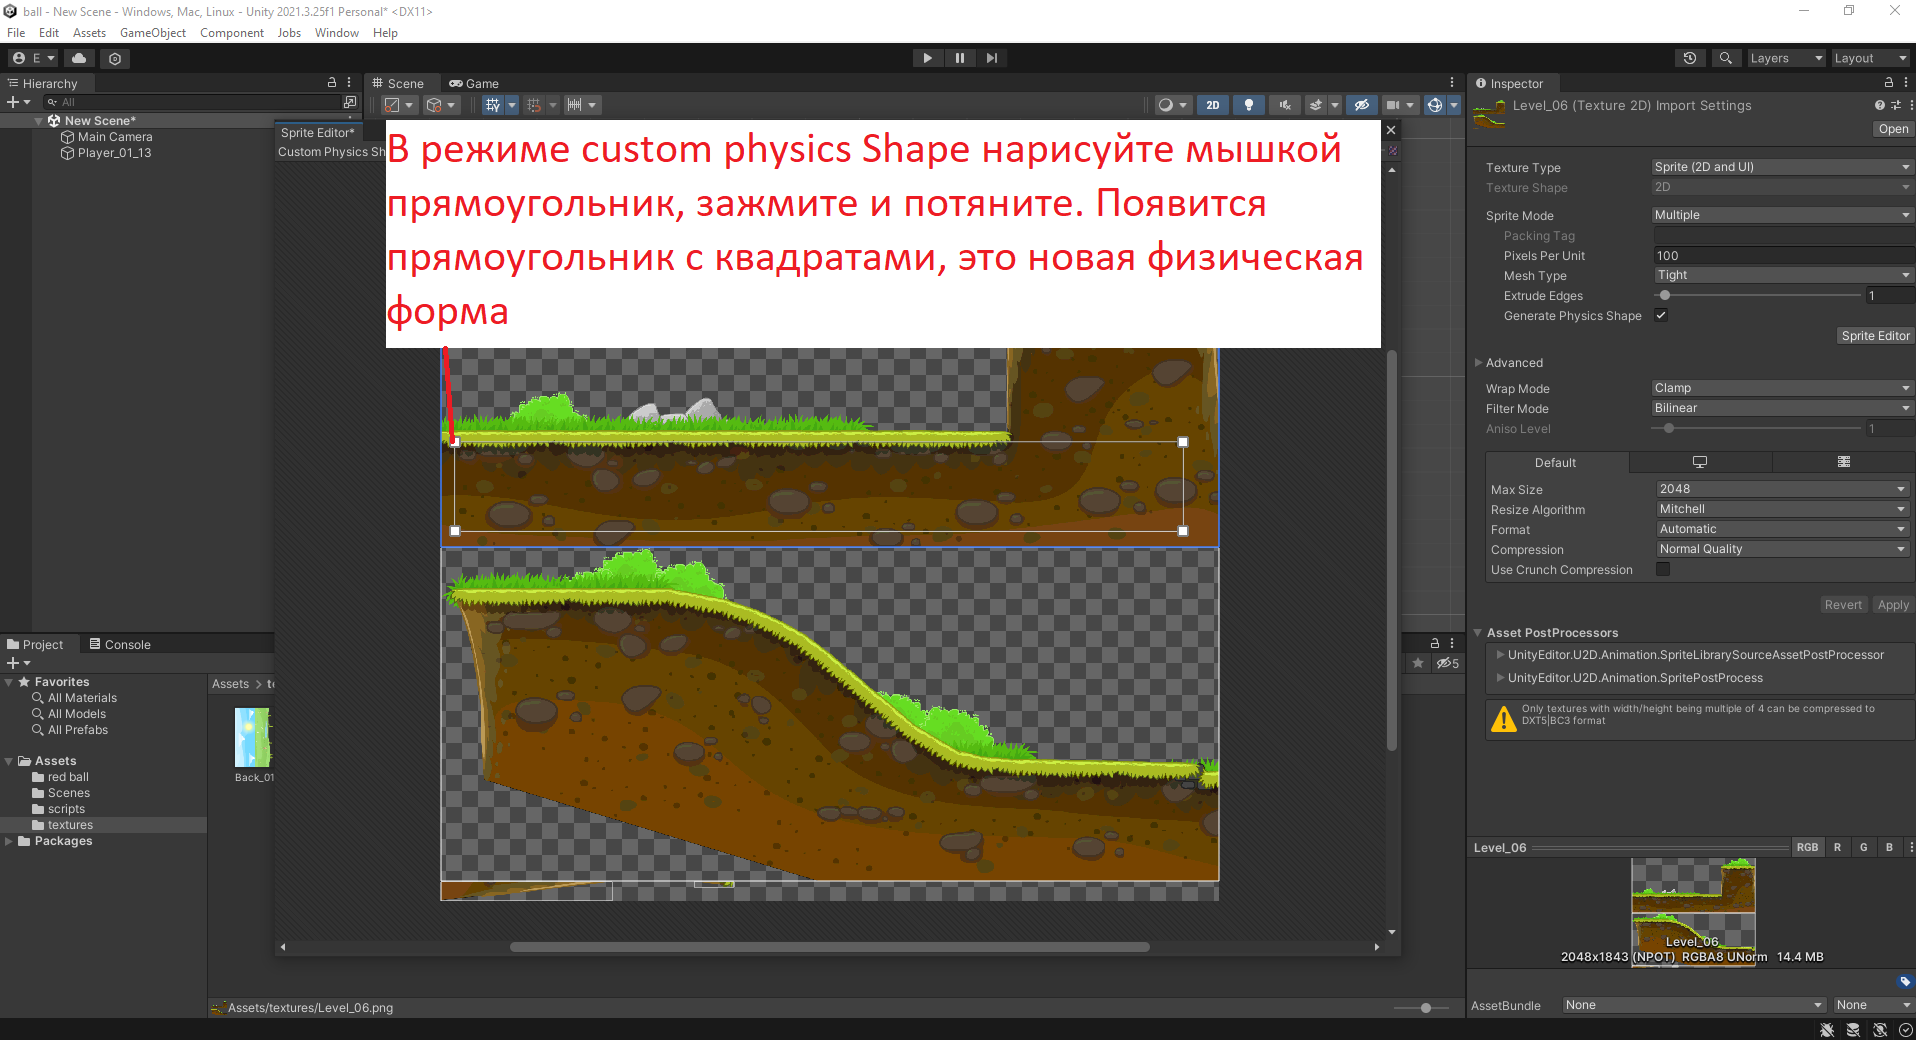 ball - New Scene - Windows, Mac, Linux - Unity 2021.3.25f1 Personal* <DX11>
File Edit Assets GameObject Component Jobs Window Help
E
Layers Layout
Hierarchy
All
New Scene*
Main Camera
Player_01_13
Scene Game
2D
Sprite Editor*
Custom Physics Sh
В режиме custom physics Shape нарисуйте мышкой
прямоугольник, зажмите и потяните. Появится
прямоугольник с квадратами, это новая физическая
форма
Inspector
Level_06 (Texture 2D) Import Settings
Open
Texture Type Sprite (2D and UI)
Texture Shape 2D
Sprite Mode Multiple
Packing Tag
Pixels Per Unit 100
Mesh Type Tight
Extrude Edges 1
Generate Physics Shape
Sprite Editor
Advanced
Wrap Mode Clamp
Filter Mode Bilinear
Aniso Level 1
Default
Max Size 2048
Resize Algorithm Mitchell
Format Automatic
Compression Normal Quality
Use Crunch Compression
Revert Apply
Asset PostProcessors
UnityEditor.U2D.Animation.SpriteLibrarySourceAssetPostProcessor
UnityEditor.U2D.Animation.SpritePostProcess
Only textures with width/height being multiple of 4 can be compressed to
DXT5|BC3 format
Project Console
Favorites
All Materials
All Models
All Prefabs
Assets
red ball
Scenes
scripts
textures
Packages
Assets > te
Back_01
5
Assets/textures/Level_06.png
Level_06 RGB R G B
Level_06
2048x1843 (NPOT) RGBA8 UNorm 14.4 MB
AssetBundle None None